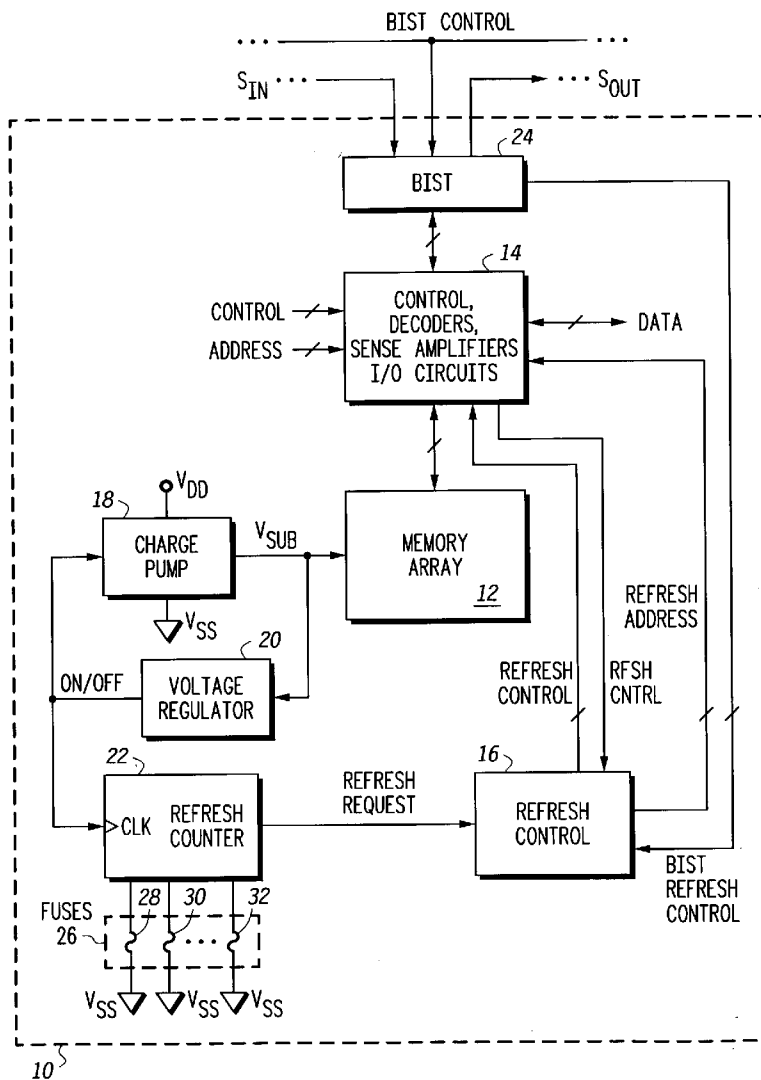 BIST CONTROL
... ...
S_IN ... ... S_OUT
24
BIST
14
CONTROL,
DECODERS,
SENSE AMPLIFIERS
I/O CIRCUITS
CONTROL
ADDRESS
DATA
V_DD
18
CHARGE
PUMP
V_SUB
V_SS
MEMORY
ARRAY
12
20
VOLTAGE
REGULATOR
ON/OFF
REFRESH
ADDRESS
REFRESH
CONTROL
RFSH
CNTRL
22
CLK
REFRESH
COUNTER
REFRESH
REQUEST
16
REFRESH
CONTROL
BIST
REFRESH
CONTROL
FUSES
26
28
30
...
32
V_SS V_SS V_SS
10